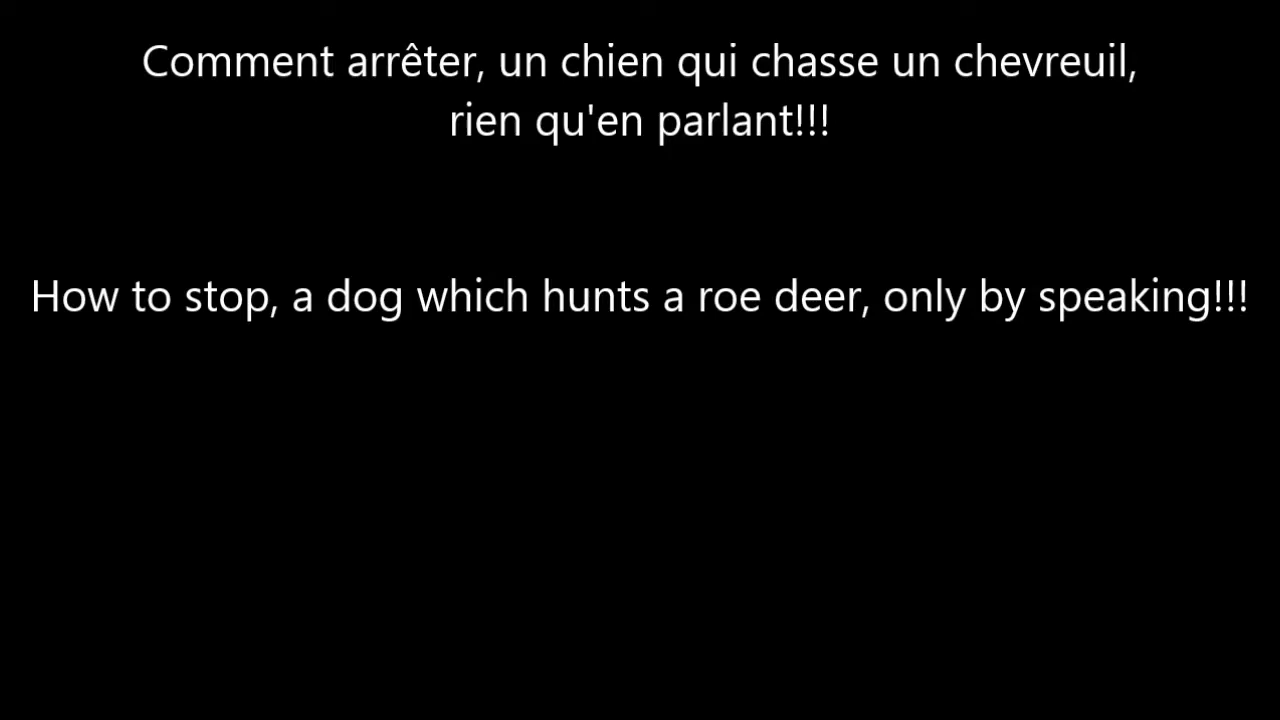 Comment arrêter, un chien qui chasse un chevreuil,
rien qu'en parlant!!!
How to stop, a dog which hunts a roe deer, only by speaking!!!